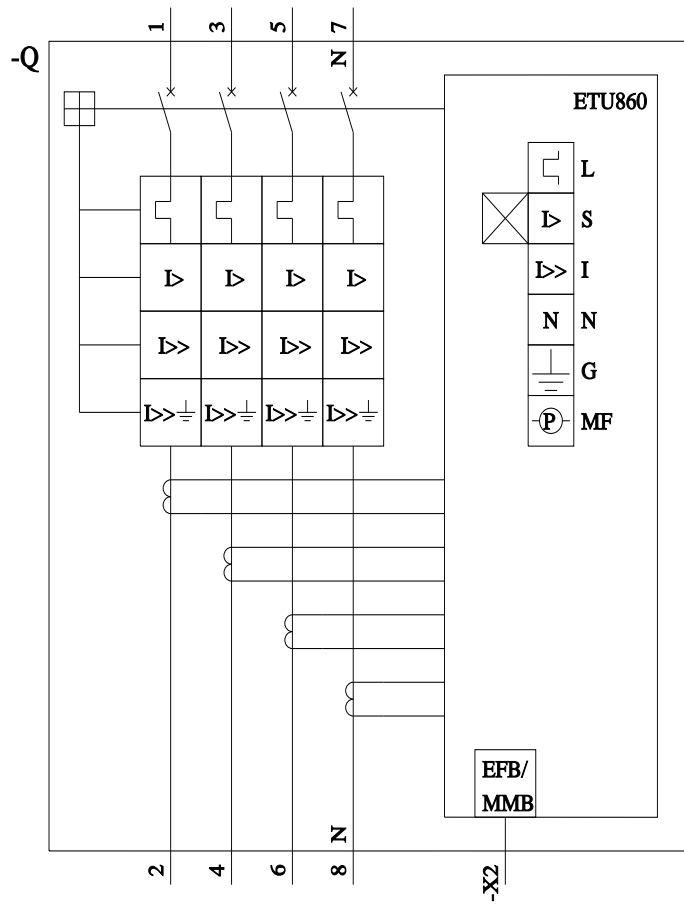 1 3 5 7
-Q
N
ETU860
L
I> S
I> I> I> I>
I>> I
I>> I>> I>> I>>
N N
G
I>> I>> I>> I>>
P MF
EFB/
MMB
N
2 4 6 8
-X2